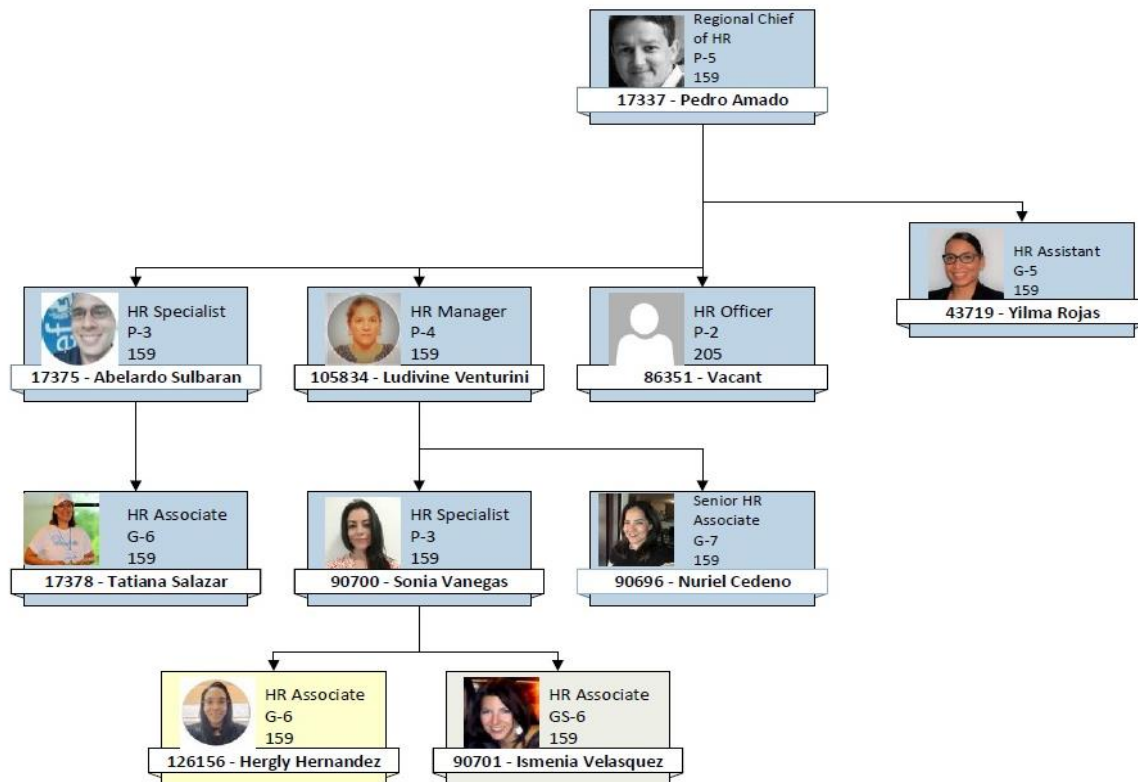 Regional Chief
of HR
P-5
159
17337 - Pedro Amado
HR Assistant
G-5
159
43719 - Yilma Rojas
HR Specialist
P-3
159
17375 - Abelardo Sulbaran
HR Manager
P-4
159
105834 - Ludivine Venturini
HR Officer
P-2
205
86351 - Vacant
HR Associate
G-6
159
17378 - Tatiana Salazar
HR Specialist
P-3
159
90700 - Sonia Vanegas
Senior HR
Associate
G-7
159
90696 - Nuriel Cedeno
HR Associate
G-6
159
126156 - Hergly Hernandez
HR Associate
GS-6
159
90701 - Ismenia Velasquez